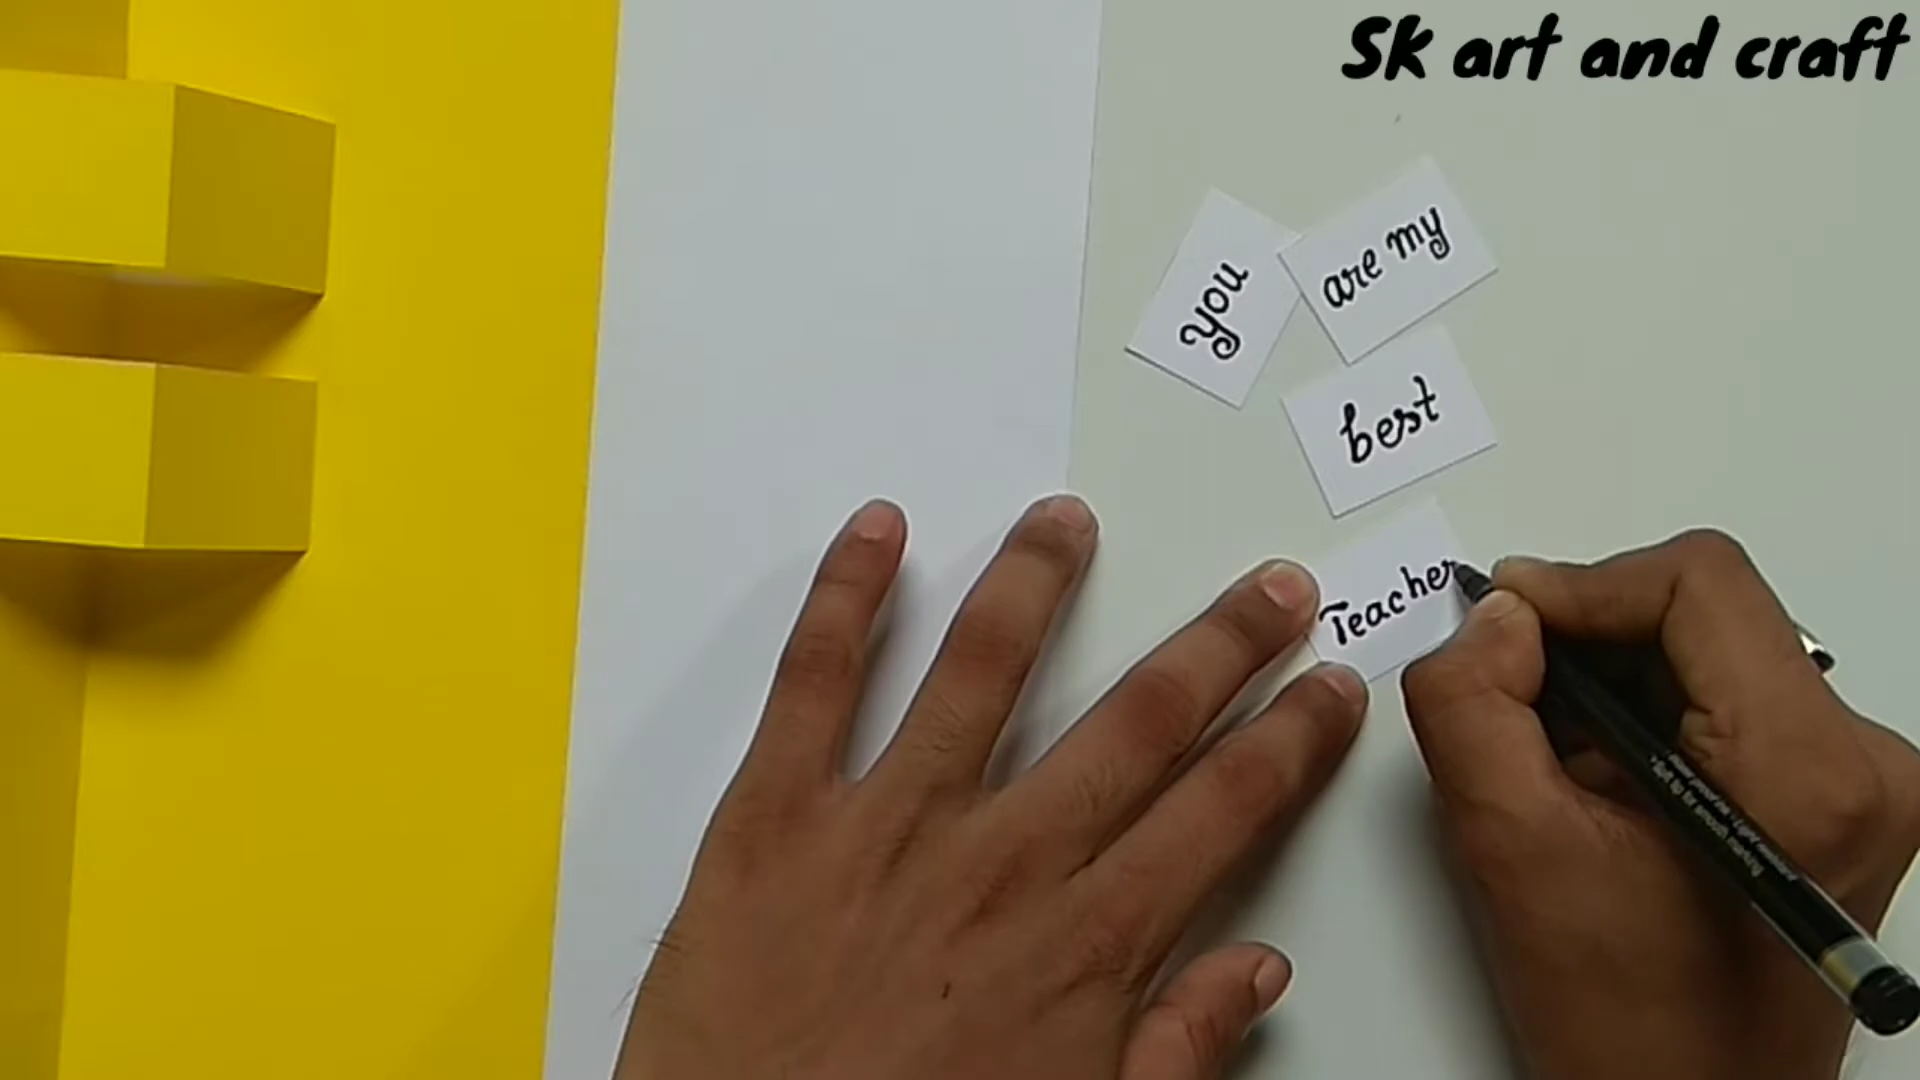 SK art and craft
you
are my
best
Teacher